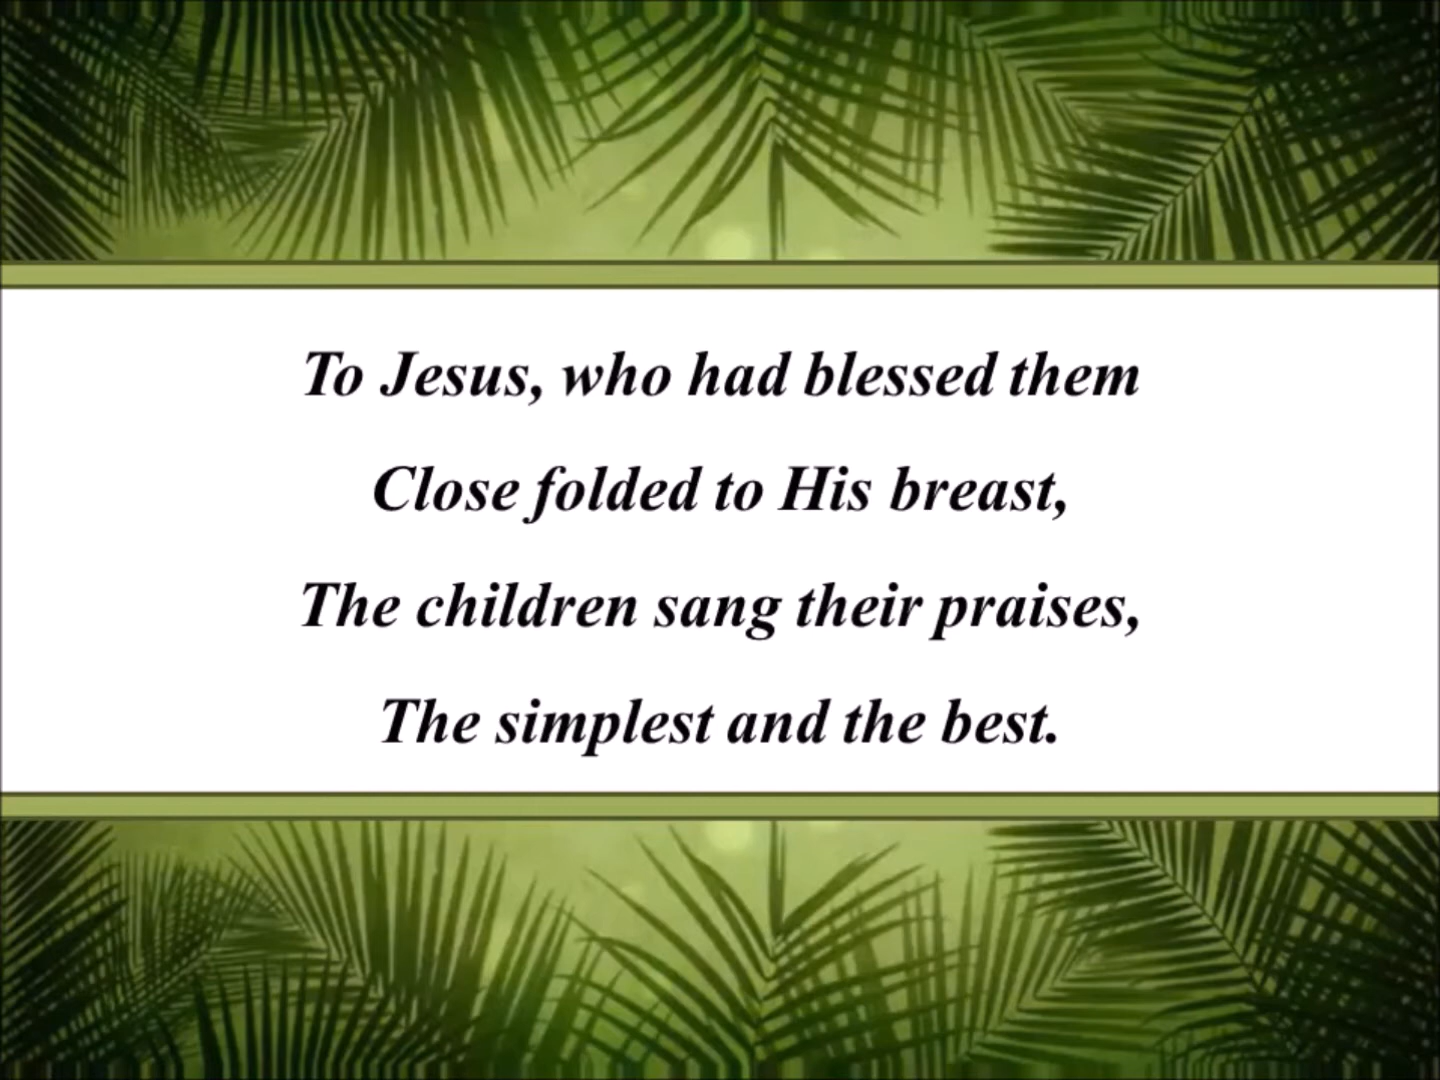 To Jesus, who had blessed them
Close folded to His breast,
The children sang their praises,
The simplest and the best.